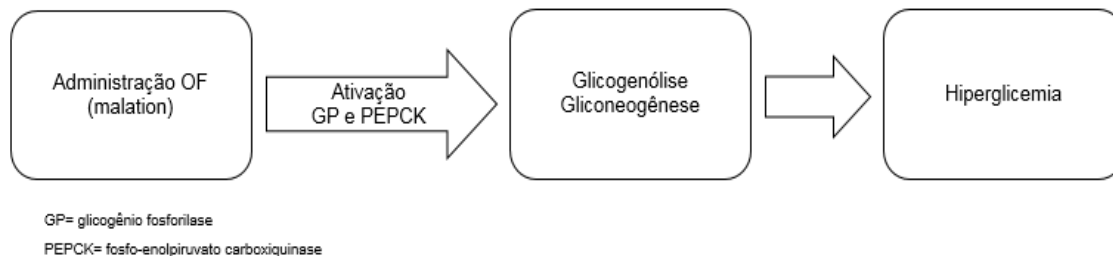 Administração OF
(malation)
Ativação
GP e PEPCK
Glicogenólise
Gliconeogênese
Hiperglicemia
GP= glicogênio fosforilase
PEPCK= fosfo-enolpiruvato carboxiquinase